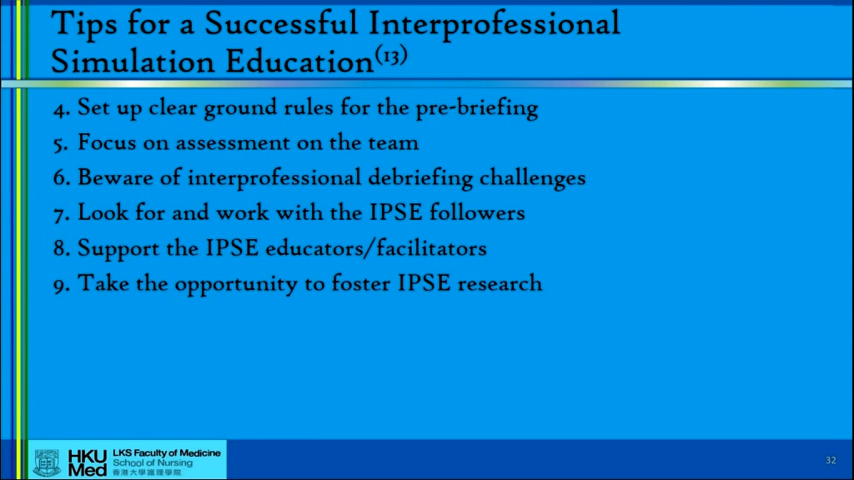 Tips for a Successful Interprofessional
Simulation Education(13)
4. Set up clear ground rules for the pre-briefing
5. Focus on assessment on the team
6. Beware of interprofessional debriefing challenges
7. Look for and work with the IPSE followers
8. Support the IPSE educators/facilitators
9. Take the opportunity to foster IPSE research
HKU
Med
LKS Faculty of Medicine
School of Nursing
香港大學護理學院
32